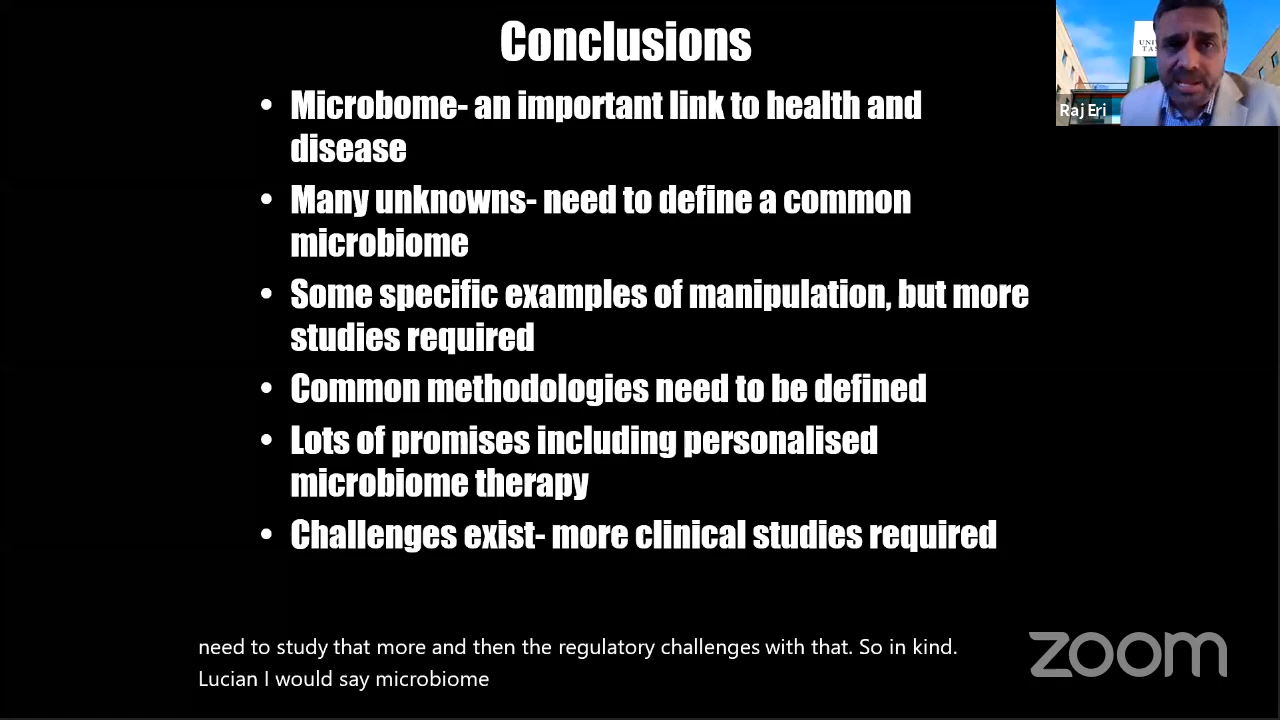 Conclusions
• Microbome- an important link to health and
disease
• Many unknowns- need to define a common
microbiome
• Some specific examples of manipulation, but more
studies required
• Common methodologies need to be defined
• Lots of promises including personalised
microbiome therapy
• Challenges exist- more clinical studies required
Raj Eri
need to study that more and then the regulatory challenges with that. So in kind.
Lucian I would say microbiome
zoom